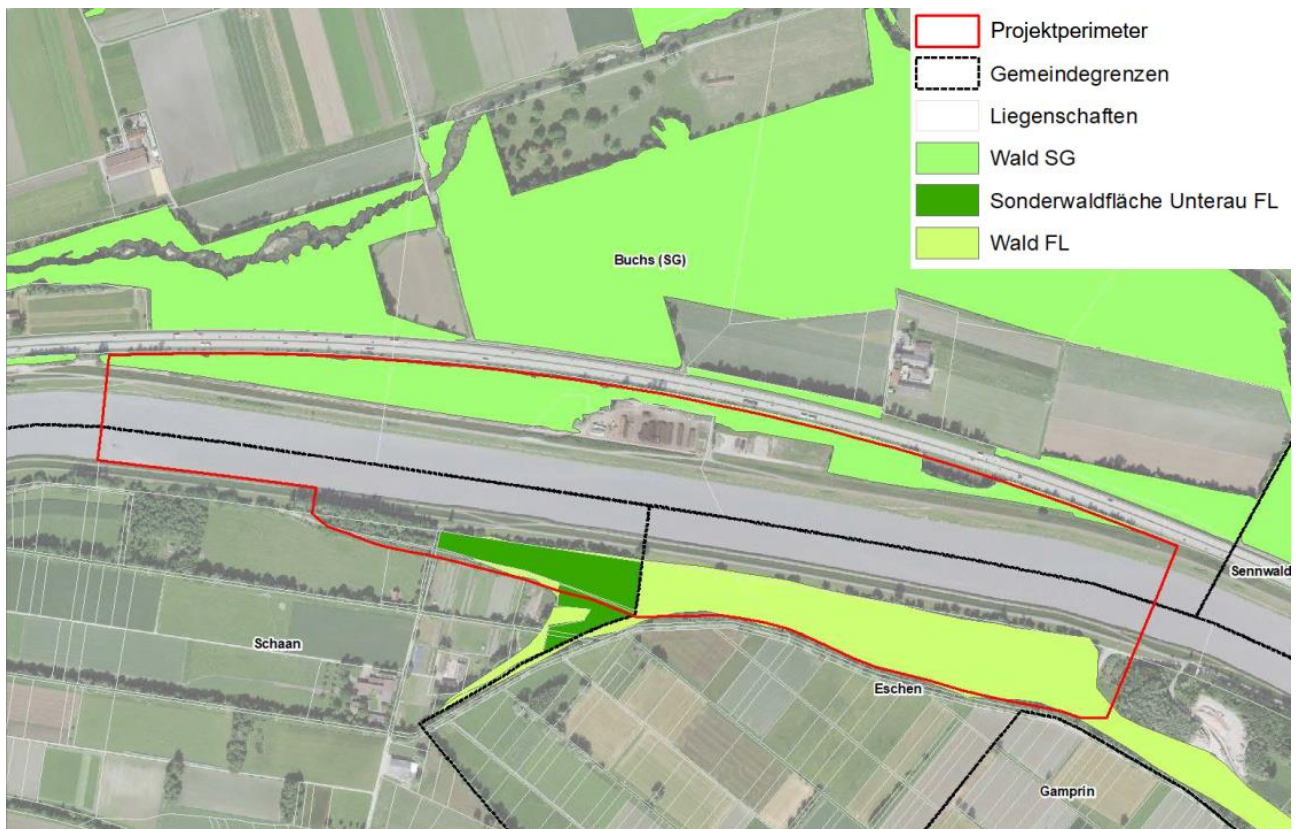 Projektperimeter
Gemeindegrenzen
Liegenschaften
Wald SG
Sonderwaldfläche Unterau FL
Wald FL
Buchs (SG)
Sennwald
Schaan
Eschen
Gamprin